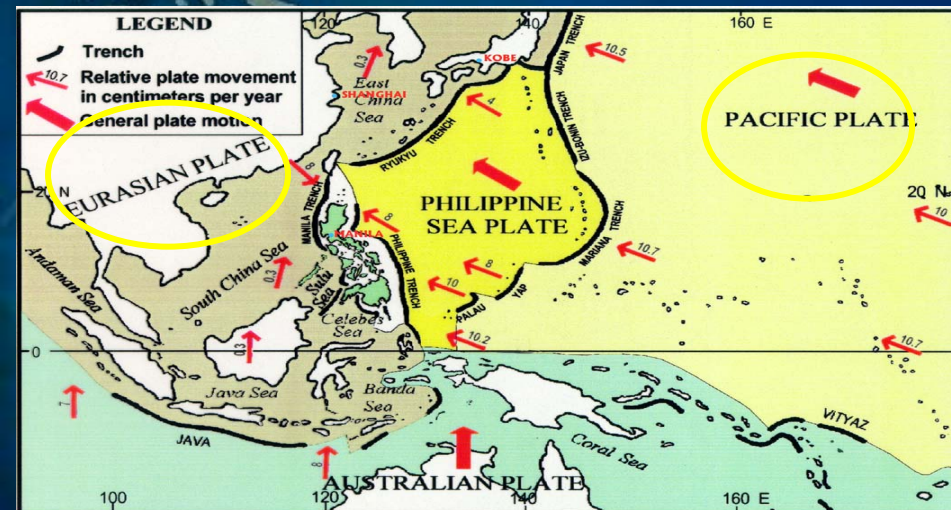 LEGEND
Trench
10.7
Relative plate movement
in centimeters per year
General plate motion
120
140
160 E
10.5
JAPAN TRENCH
KOBE
0.3
East
China
Sea
SHANGHAI
4
RYUKYU TRENCH
IZU-BONIN TRENCH
PACIFIC PLATE
EURASIAN PLATE
20 N
20 N
8
MANILA TRENCH
PHILIPPINE
SEA PLATE
8
MANILA
PHILIPPINE TRENCH
MARIANA TRENCH
10
10.7
Andaman Sea
South China Sea
0.3
Sulu
Sea
8
10
YAP
PALAU
Celebes
Sea
10.2
10.7
0
0
0.3
Java Sea
Banda
Sea
JAVA
8
Coral Sea
VITYAZ
AUSTRALIAN PLATE
100
120
140
160 E